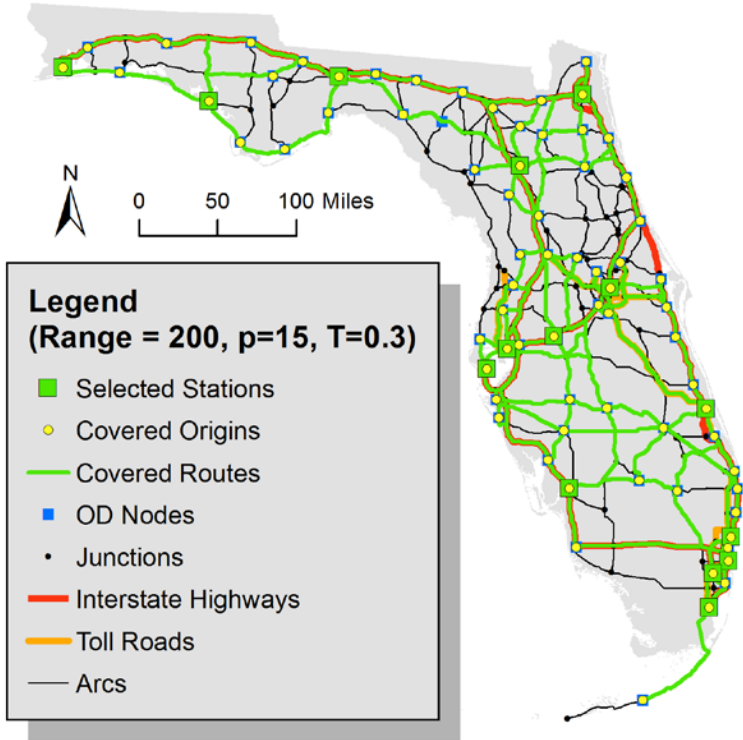 N
0 50 100 Miles
Legend
(Range = 200, p=15, T=0.3)
Selected Stations
Covered Origins
Covered Routes
OD Nodes
Junctions
Interstate Highways
Toll Roads
Arcs